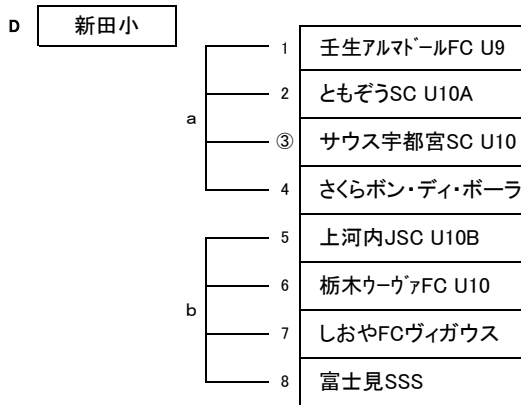 D 新田小
1 壬生アルマドールFC U9
2 ともぞうSC U10A
a
③ サウス宇都宮SC U10
4 さくらボン・ディ・ボーラ
5 上河内JSC U10B
6 栃木ウーヴァFC U10
b
7 しおやFCヴィガウス
8 富士見SSS